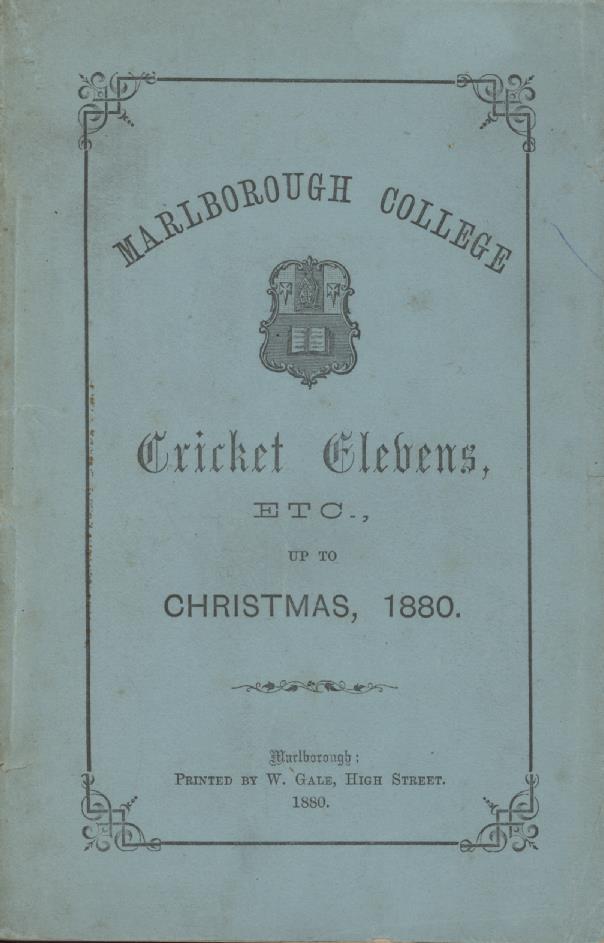 MARLBOROUGH COLLEGE
Cricket Elevens,
ETC.,
UP TO
CHRISTMAS, 1880.
Marlborough:
PRINTED BY W. GALE, HIGH STREET.
1880.